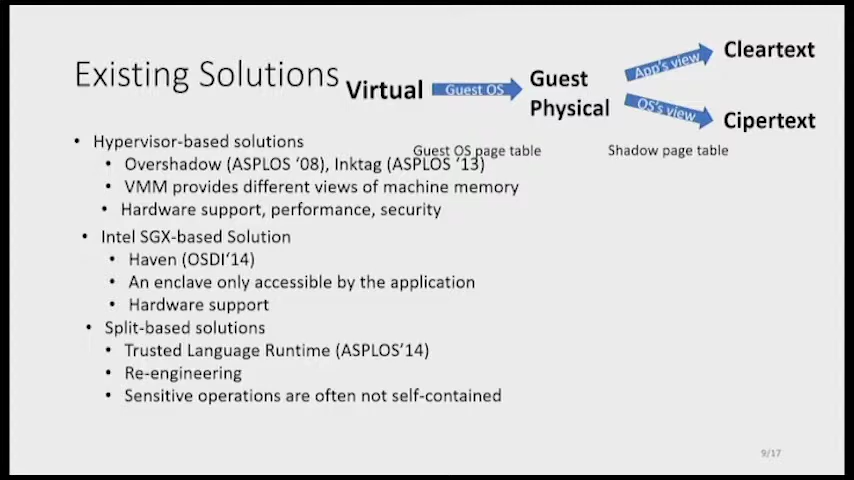 Existing Solutions
Virtual
Guest OS
Guest
Physical
App's view
OS's view
Cleartext
Cipertext
Guest OS page table
Shadow page table
• Hypervisor-based solutions
• Overshadow (ASPLOS '08), Inktag (ASPLOS '13)
• VMM provides different views of machine memory
• Hardware support, performance, security
• Intel SGX-based Solution
• Haven (OSDI'14)
• An enclave only accessible by the application
• Hardware support
• Split-based solutions
• Trusted Language Runtime (ASPLOS'14)
• Re-engineering
• Sensitive operations are often not self-contained
9/17